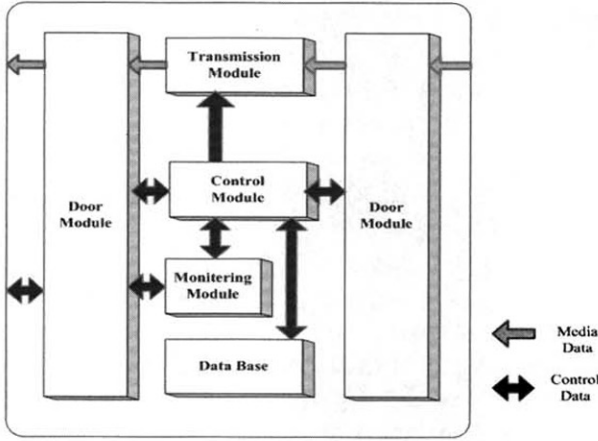 Transmission
Module
Control
Module
Door
Module
Door
Module
Monitering
Module
Data Base
Media
Data
Control
Data